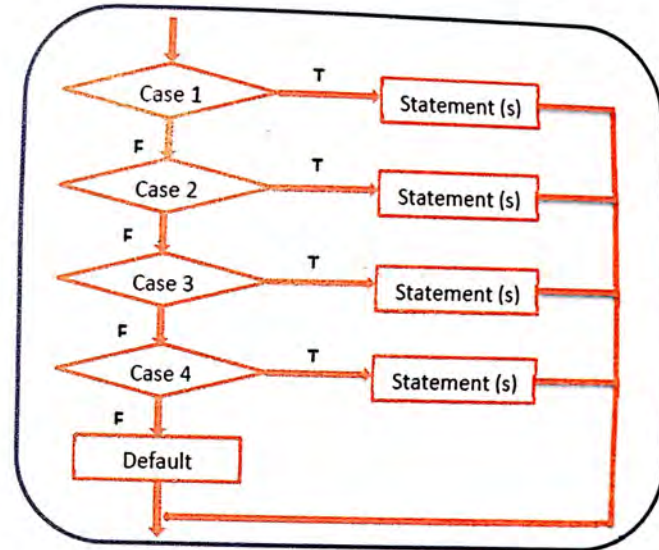 T
Case 1
Statement (s)
F
T
Case 2
Statement (s)
F
T
Case 3
Statement (s)
F
T
Case 4
Statement (s)
F
Default